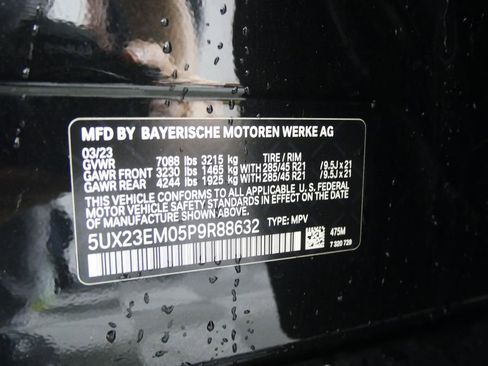 MFD BY BAYERISCHE MOTOREN WERKE AG
03/23
GVWR 7088 lbs 3215 kg TIRE / RIM
GAWR FRONT 3230 lbs 1465 kg WITH 285/45 R21 /9.5J x 21
GAWR REAR 4244 lbs 1925 kg WITH 285/45 R21 /9.5J x 21
THIS VEHICLE CONFORMS TO ALL APPLICABLE U. S. FEDERAL
MOTOR VEHICLE SAFETY STANDARDS IN EFFECT ON THE DATE
OF MANUFACTURE SHOWN ABOVE.
5UX23EM05P9R88632 TYPE: MPV
475M
7 320 720